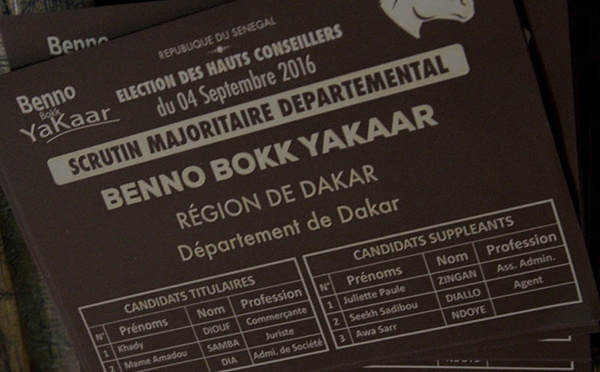 Benno
REPUBLIQUE DU SENEGAL
ELECTION DES HAUTS CONSEILLERS
du 04 Septembre 2016
Benno
Bokk
Yakaar
SCRUTIN MAJORITAIRE DEPARTEMENTAL
BENNO BOKK YAKAAR
RÉGION DE DAKAR
Département de Dakar
CANDIDATS TITULAIRES
N° Prénoms Nom Profession
1 Khady DIOUF Commerçante
2 Mame Amadou SAMBA Juriste
DIA Admi. de Société
CANDIDATS SUPPLEANTS
N° Prénoms Nom Profession
1 Juliette Paule ZINGAN Ass. Admin.
2 Seekh Sadibou DIALLO Agent
3 Awa Sarr NDOYE